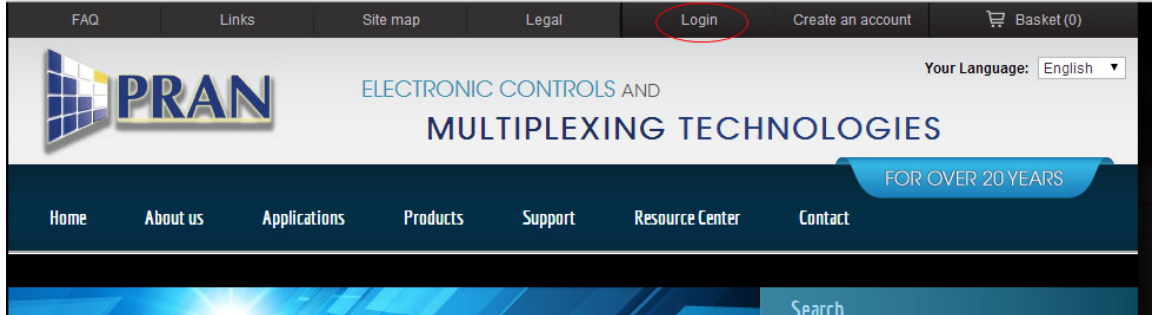 FAQ Links Site map Legal Login Create an account Basket (0)
Your Language: English
PRAN
ELECTRONIC CONTROLS AND
MULTIPLEXING TECHNOLOGIES
FOR OVER 20 YEARS
Home About us Applications Products Support Resource Center Contact
Search